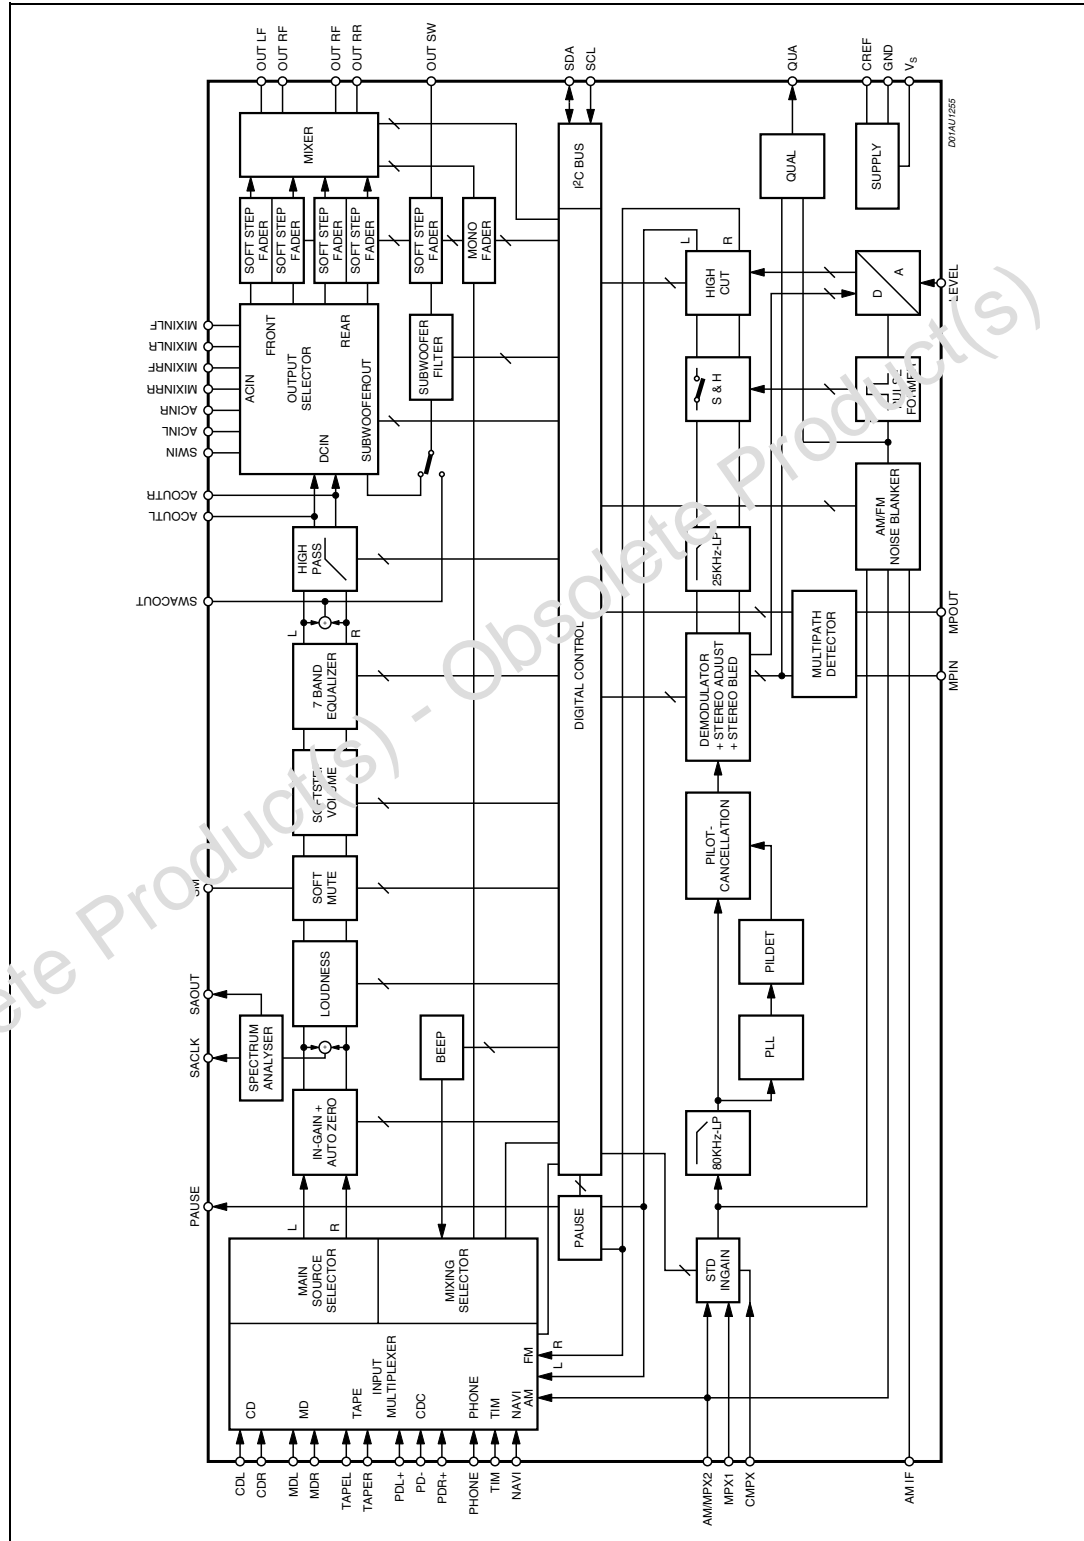 OUT LF
OUT RF
OUT RF
OUT RR
OUT SW
SDA
SCL
QUA
CREF
GND
VS
D01AU1255
MIXER
I2C BUS
QUAL
SUPPLY
SOFT STEP
FADER
SOFT STEP
FADER
SOFT STEP
FADER
SOFT STEP
FADER
SOFT STEP
FADER
MONO
FADER
L
R
HIGH
CUT
D
A
LEVEL
MIXINLF
MIXINLR
MIXINRF
MIXINRR
ACINR
ACINL
SWIN
ACOUTR
ACOUTL
SWACOUT
ACIN
FRONT
OUTPUT
SELECTOR
REAR
DCIN
SUBWOOFEROUT
SUBWOOFER
FILTER
S & H
HIGH
PASS
25KHz-LP
AM/FM
NOISE BLANKER
L
R
7 BAND
EQUALIZER
DIGITAL CONTROL
DEMODULATOR
+ STEREO ADJUST
+ STEREO BLED
MULTIPATH
DETECTOR
MPOUT
MPIN
VOLUME
SM
SOFT
MUTE
PILOT-
CANCELLATION
LOUDNESS
PILDET
PLL
SAOUT
SACLK
SPECTRUM
ANALYSER
BEEP
IN-GAIN +
AUTO ZERO
80KHz-LP
PAUSE
L
R
PAUSE
STD
INGAIN
MAIN
SOURCE
SELECTOR
MIXING
SELECTOR
INPUT
MULTIPLEXER
CD
MD
TAPE
CDC
PHONE
TIM
NAVI
AM
FM
L
R
CDL
CDR
MDL
MDR
TAPEL
TAPER
PDL+
PD-
PDR+
PHONE
TIM
NAVI
AM/MPX2
MPX1
CMPX
AM IF
ete Product(s) - Obsolete Product(s)